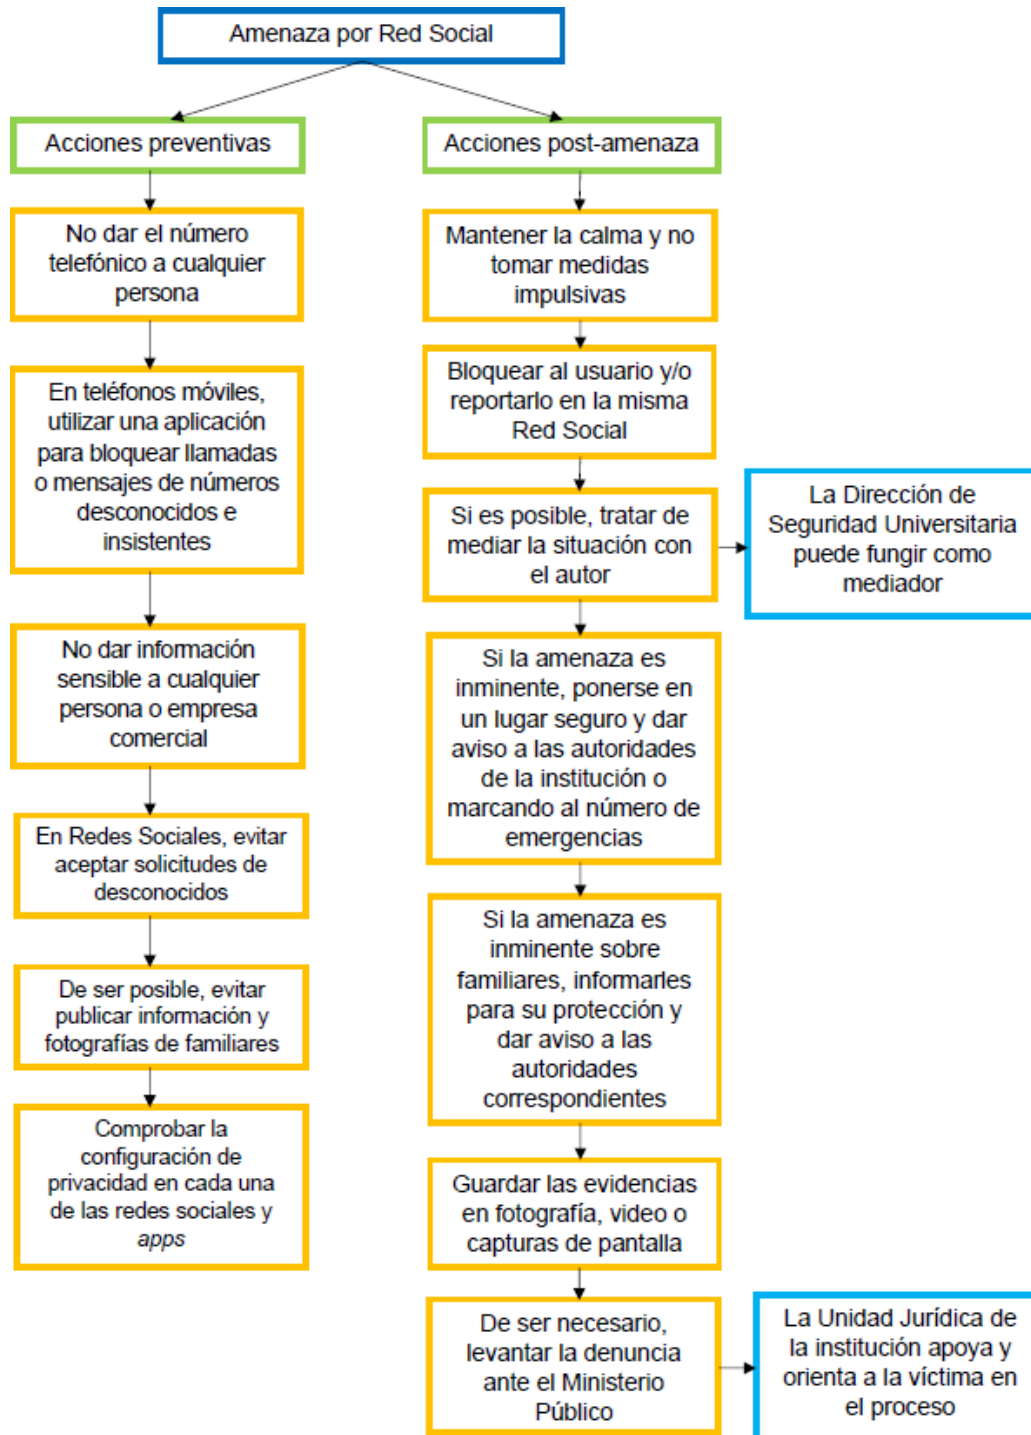 Amenaza por Red Social
Acciones preventivas
No dar el número
telefónico a cualquier
persona
En teléfonos móviles,
utilizar una aplicación
para bloquear llamadas
o mensajes de números
desconocidos e
insistentes
No dar información
sensible a cualquier
persona o empresa
comercial
En Redes Sociales, evitar
aceptar solicitudes de
desconocidos
De ser posible, evitar
publicar información y
fotografías de familiares
Comprobar la
configuración de
privacidad en cada una
de las redes sociales y
apps
Acciones post-amenaza
Mantener la calma y no
tomar medidas
impulsivas
Bloquear al usuario y/o
reportarlo en la misma
Red Social
Si es posible, tratar de
mediar la situación con
el autor
La Dirección de
Seguridad Universitaria
puede fungir como
mediador
Si la amenaza es
inminente, ponerse en
un lugar seguro y dar
aviso a las autoridades
de la institución o
marcando al número de
emergencias
Si la amenaza es
inminente sobre
familiares, informarles
para su protección y
dar aviso a las
autoridades
correspondientes
Guardar las evidencias
en fotografía, video o
capturas de pantalla
De ser necesario,
levantar la denuncia
ante el Ministerio
Público
La Unidad Jurídica de
la institución apoya y
orienta a la víctima en
el proceso